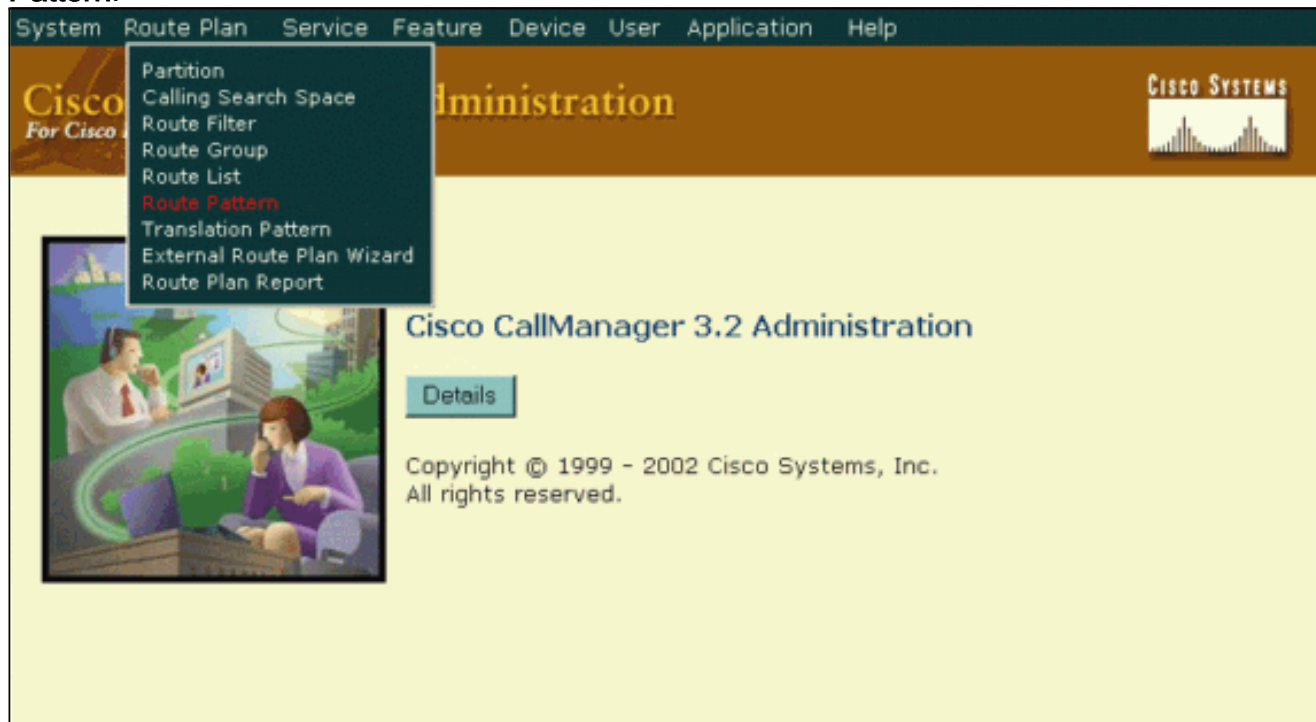 System Route Plan Service Feature Device User Application Help
Partition
Calling Search Space
Route Filter
Route Group
Route List
Route Pattern
Translation Pattern
External Route Plan Wizard
Route Plan Report
Cisco
For Cisco
ministration
CISCO SYSTEMS
Cisco CallManager 3.2 Administration
Details
Copyright © 1999 - 2002 Cisco Systems, Inc.
All rights reserved.